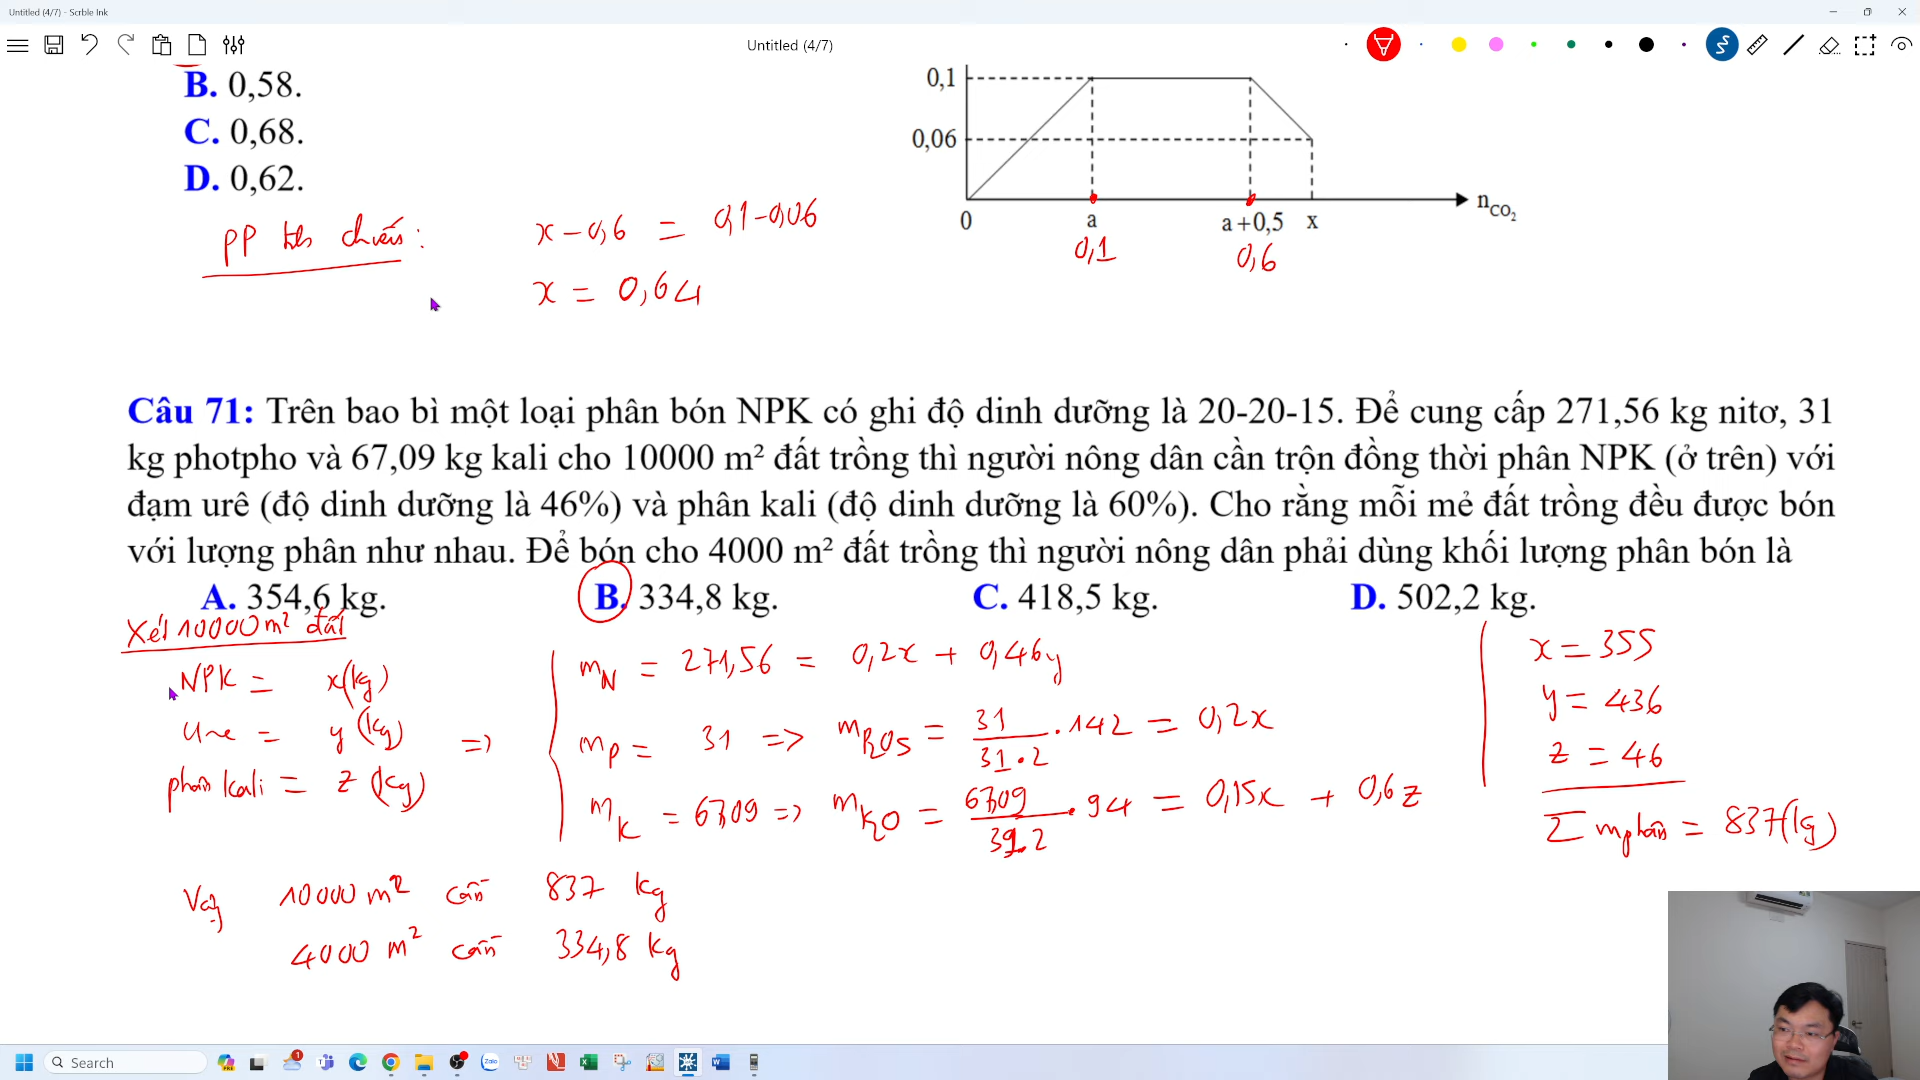 Untitled (4/7) - Scrble Ink
Untitled (4/7)
B. 0,58.
C. 0,68.
D. 0,62.
0,1
0,06
0
a
a+0,5
x
nCO₂
0,1
0,6
PP
x - 0,6 = 0,1 - 0,06
x = 0,64
Câu 71: Trên bao bì một loại phân bón NPK có ghi độ dinh dưỡng là 20-20-15. Để cung cấp 271,56 kg nitơ, 31
kg photpho và 67,09 kg kali cho 10000 m² đất trồng thì người nông dân cần trộn đồng thời phân NPK (ở trên) với
đạm urê (độ dinh dưỡng là 46%) và phân kali (độ dinh dưỡng là 60%). Cho rằng mỗi mẻ đất trồng đều được bón
với lượng phân như nhau. Để bón cho 4000 m² đất trồng thì người nông dân phải dùng khối lượng phân bón là
A. 354,6 kg. B. 334,8 kg. C. 418,5 kg. D. 502,2 kg.
Xét 10000 m² đất
NPK = x(kg)
Ure = y(kg)
phân kali = z(kg)
=>
mN = 271,56 = 0,2x + 0,46y
mP = 31 => mP2O5 = 31/31.2 . 142 = 0,2x
mK = 67,09 => mK2O = 67,09/39.2 . 94 = 0,15x + 0,6z
x = 355
y = 436
z = 46
Σ mphân = 837(kg)
Vậy 10000 m² cần 837 kg
4000 m² cần 334,8 kg
Search